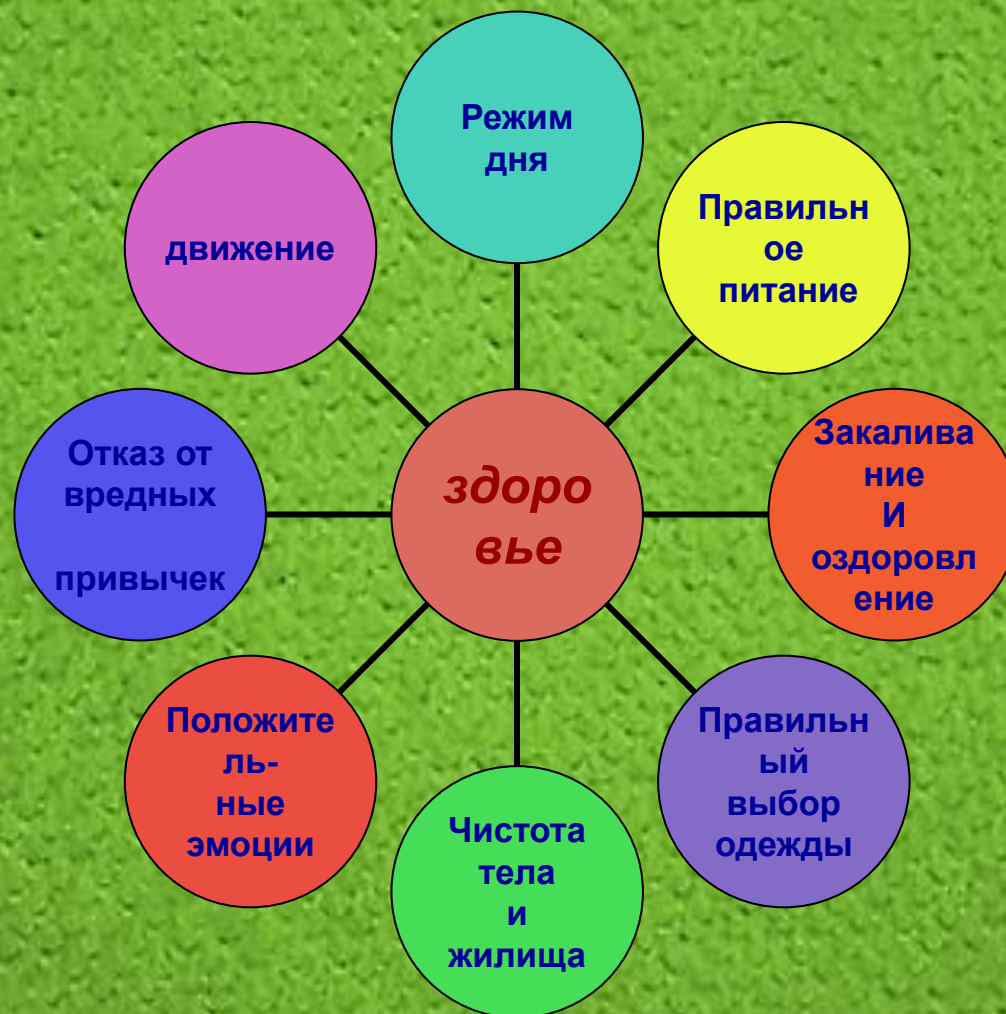 Режим
дня
Правильн
ое
питание
движение
Закалива
ние
И
оздоровл
ение
Отказ от
вредных
привычек
здоро
вье
Положите
ль-
ные
эмоции
Правильн
ый
выбор
одежды
Чистота
тела
и
жилища